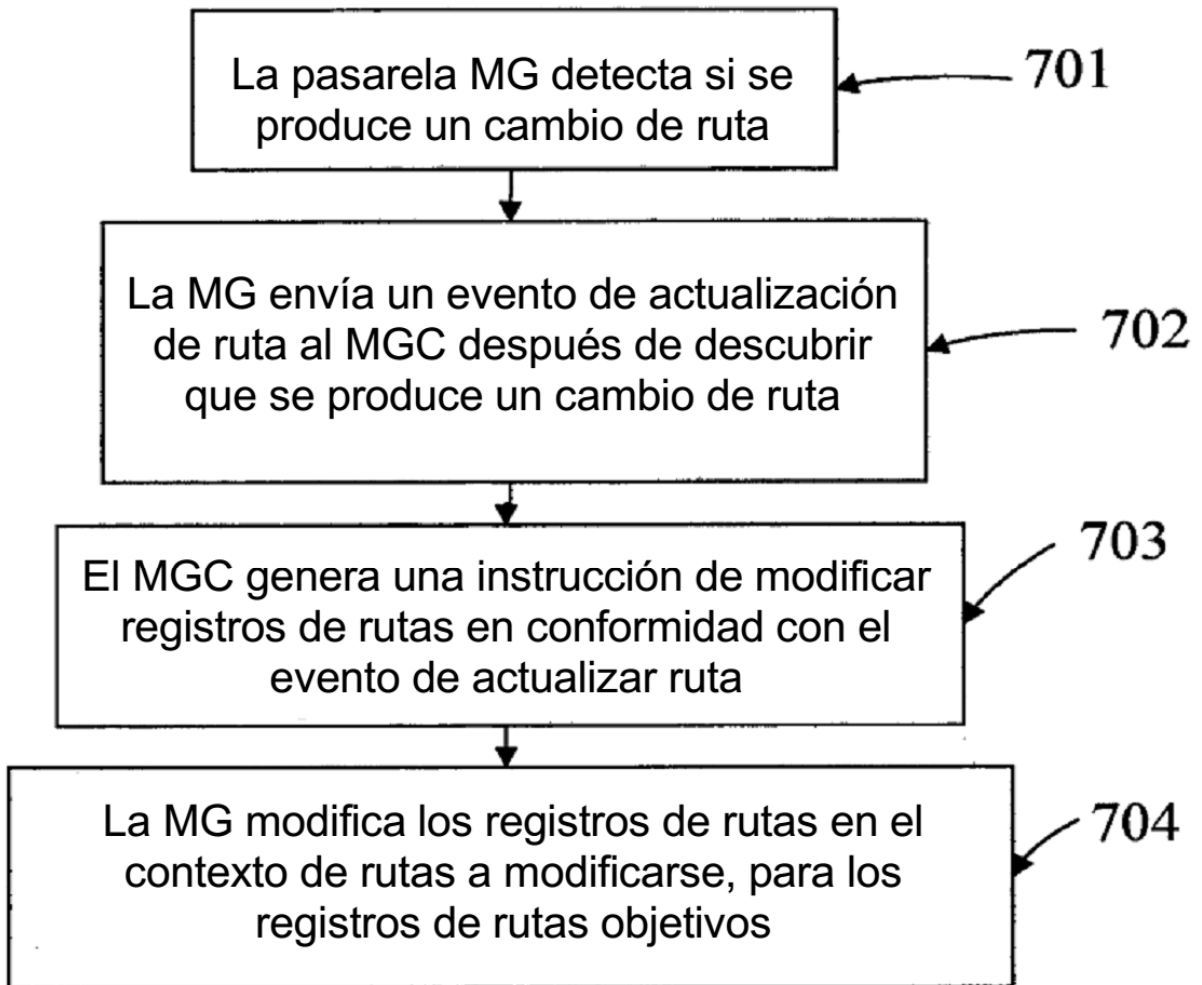 La pasarela MG detecta si se
produce un cambio de ruta
701
La MG envía un evento de actualización
de ruta al MGC después de descubrir
que se produce un cambio de ruta
702
El MGC genera una instrucción de modificar
registros de rutas en conformidad con el
evento de actualizar ruta
703
La MG modifica los registros de rutas en el
contexto de rutas a modificarse, para los
registros de rutas objetivos
704